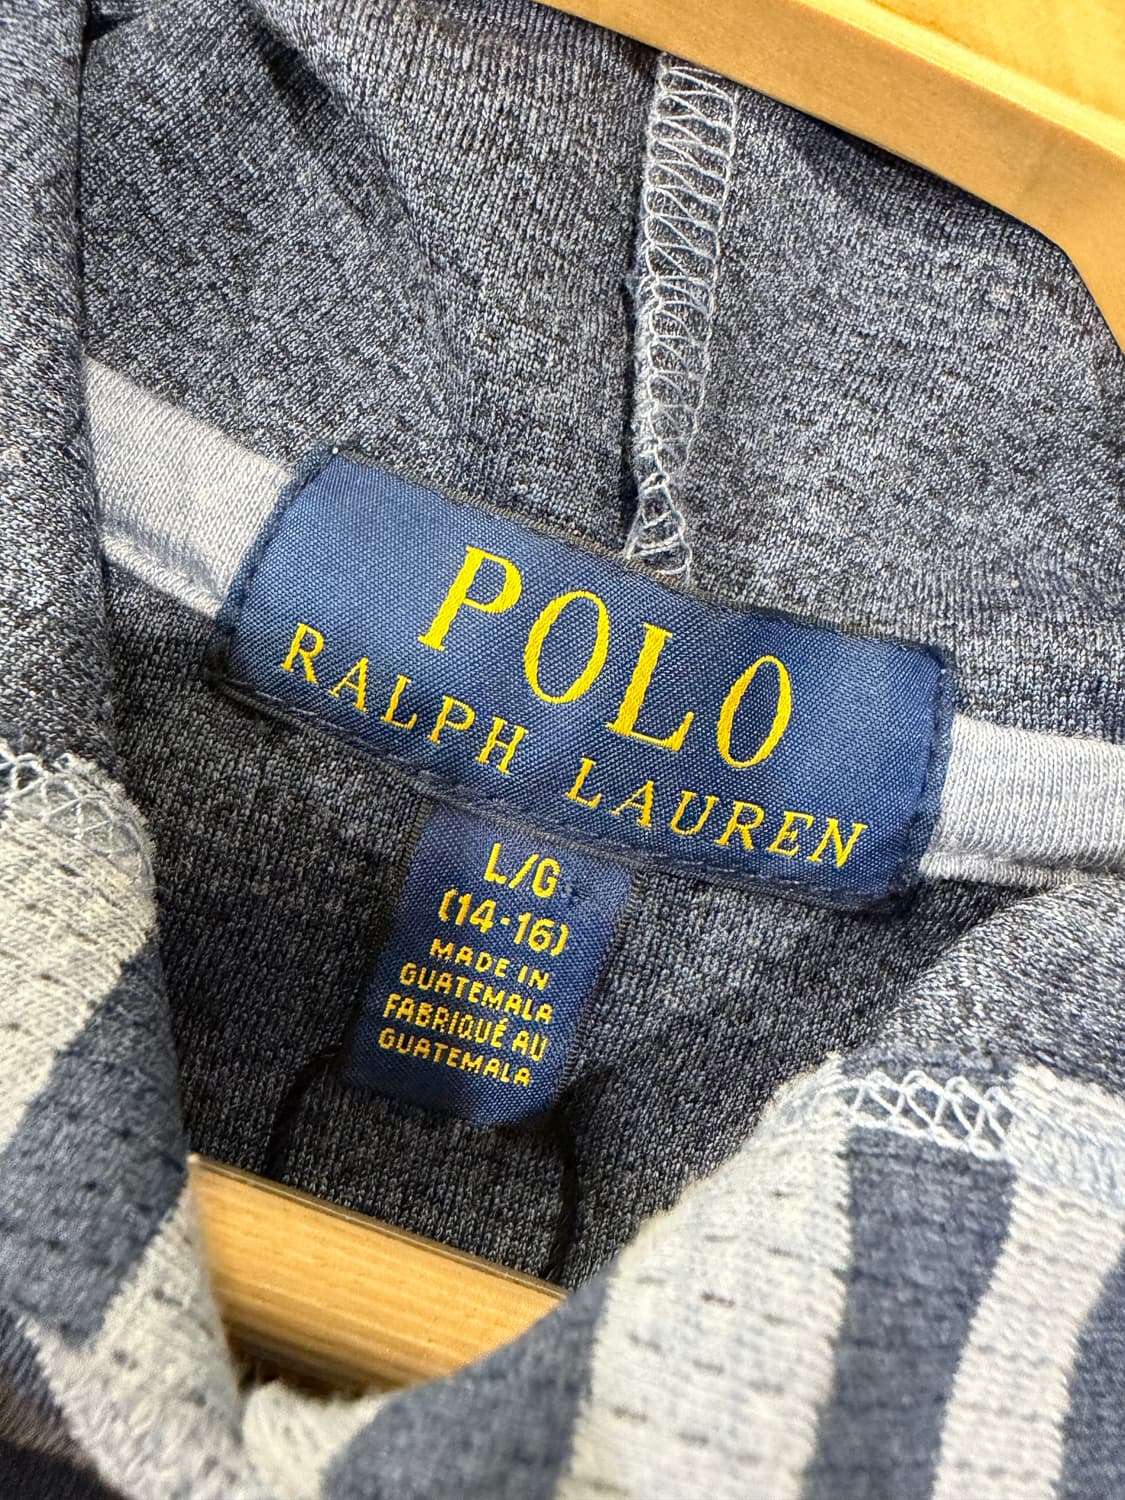 POLO
RALPH LAUREN
L/G
(14-16)
MADE IN
GUATEMALA
FABRIQUÉ AU
GUATEMALA